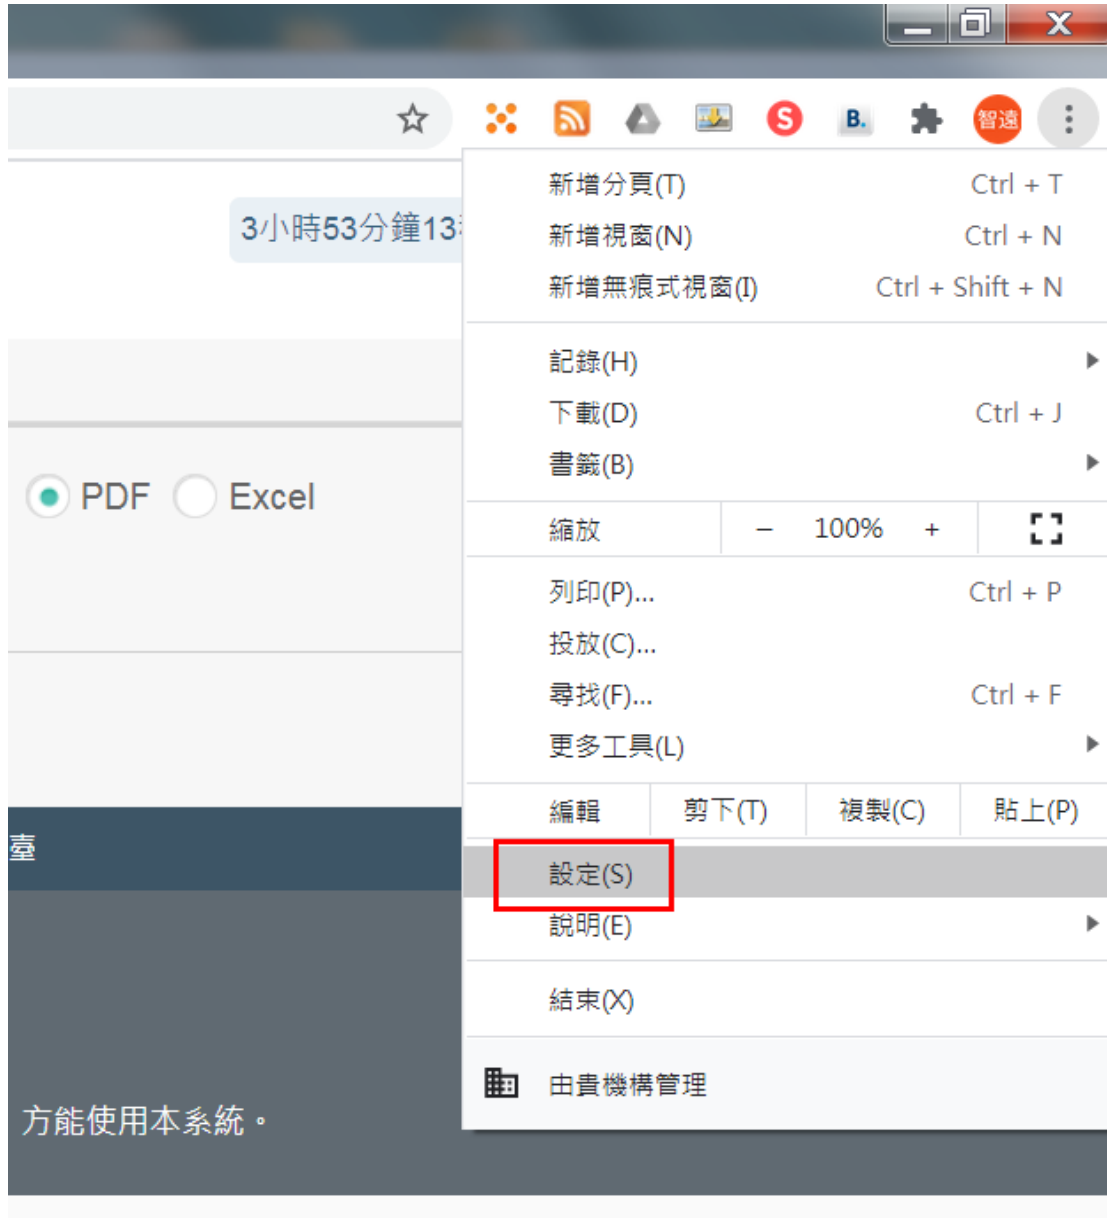 智遠
新增分頁(T) Ctrl + T
3小時53分鐘13
新增視窗(N) Ctrl + N
新增無痕式視窗(I) Ctrl + Shift + N
記錄(H)
下載(D) Ctrl + J
書籤(B)
PDF Excel
縮放 – 100% +
列印(P)... Ctrl + P
投放(C)...
尋找(F)... Ctrl + F
更多工具(L)
編輯 剪下(T) 複製(C) 貼上(P)
臺
設定(S)
說明(E)
結束(X)
由貴機構管理
方能使用本系統。
S
B.